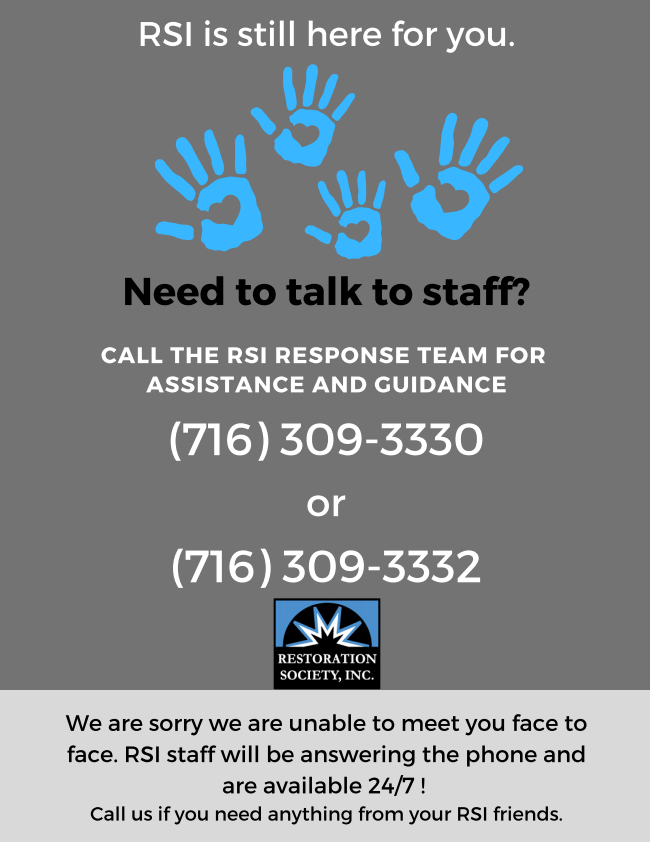 RSI is still here for you.
Need to talk to staff?
CALL THE RSI RESPONSE TEAM FOR
ASSISTANCE AND GUIDANCE
(716) 309-3330
or
(716) 309-3332
RESTORATION
SOCIETY, INC.
We are sorry we are unable to meet you face to
face. RSI staff will be answering the phone and
are available 24/7 !
Call us if you need anything from your RSI friends.